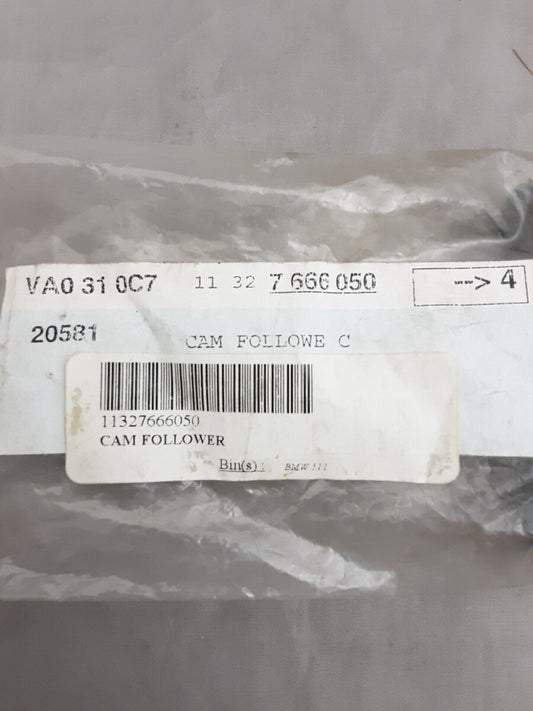 VA0 31 0C7 11 32 7 666 050 --> 4
20581 CAM FOLLOWE C
11327666050
CAM FOLLOWER
Bin(s): BMW 511